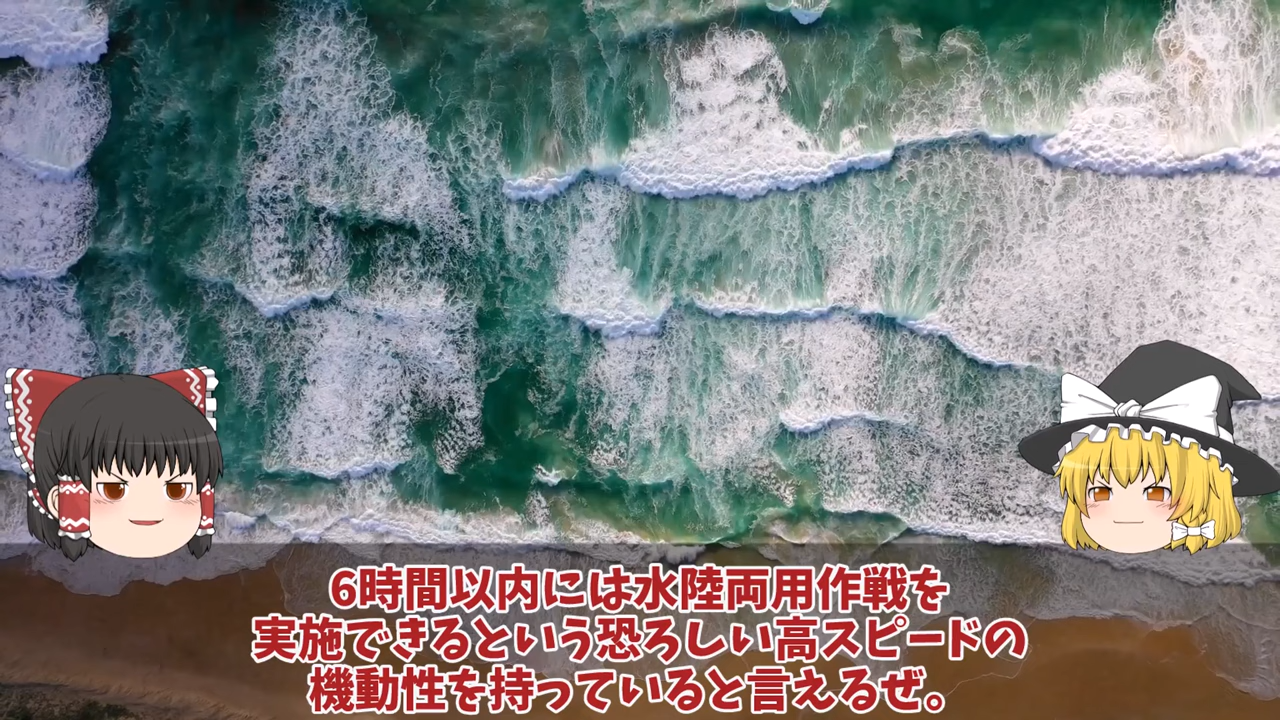 6時間以内には水陸両用作戦を
実施できるという恐ろしい高スピードの
機動性を持っていると言えるぜ。